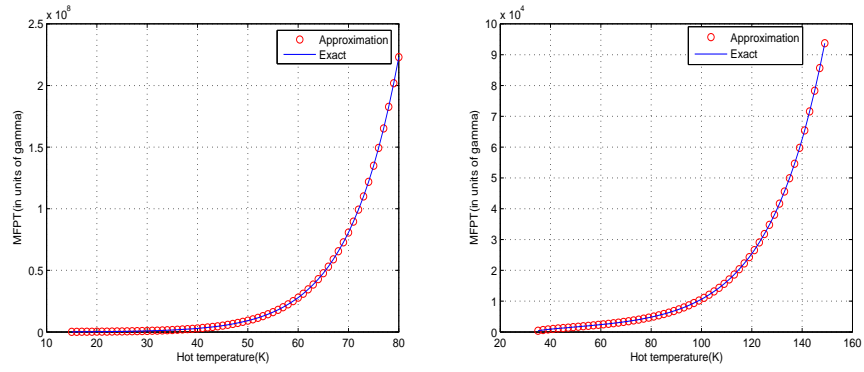 x 10^8
2.5
2
1.5
1
0.5
0
10 20 30 40 50 60 70 80
Hot temperature(K)
MFPT(in units of gamma)
Approximation
Exact
x 10^4
10
9
8
7
6
5
4
3
2
1
0
20 40 60 80 100 120 140 160
Hot temperature(K)
MFPT(in units of gamma)
Approximation
Exact